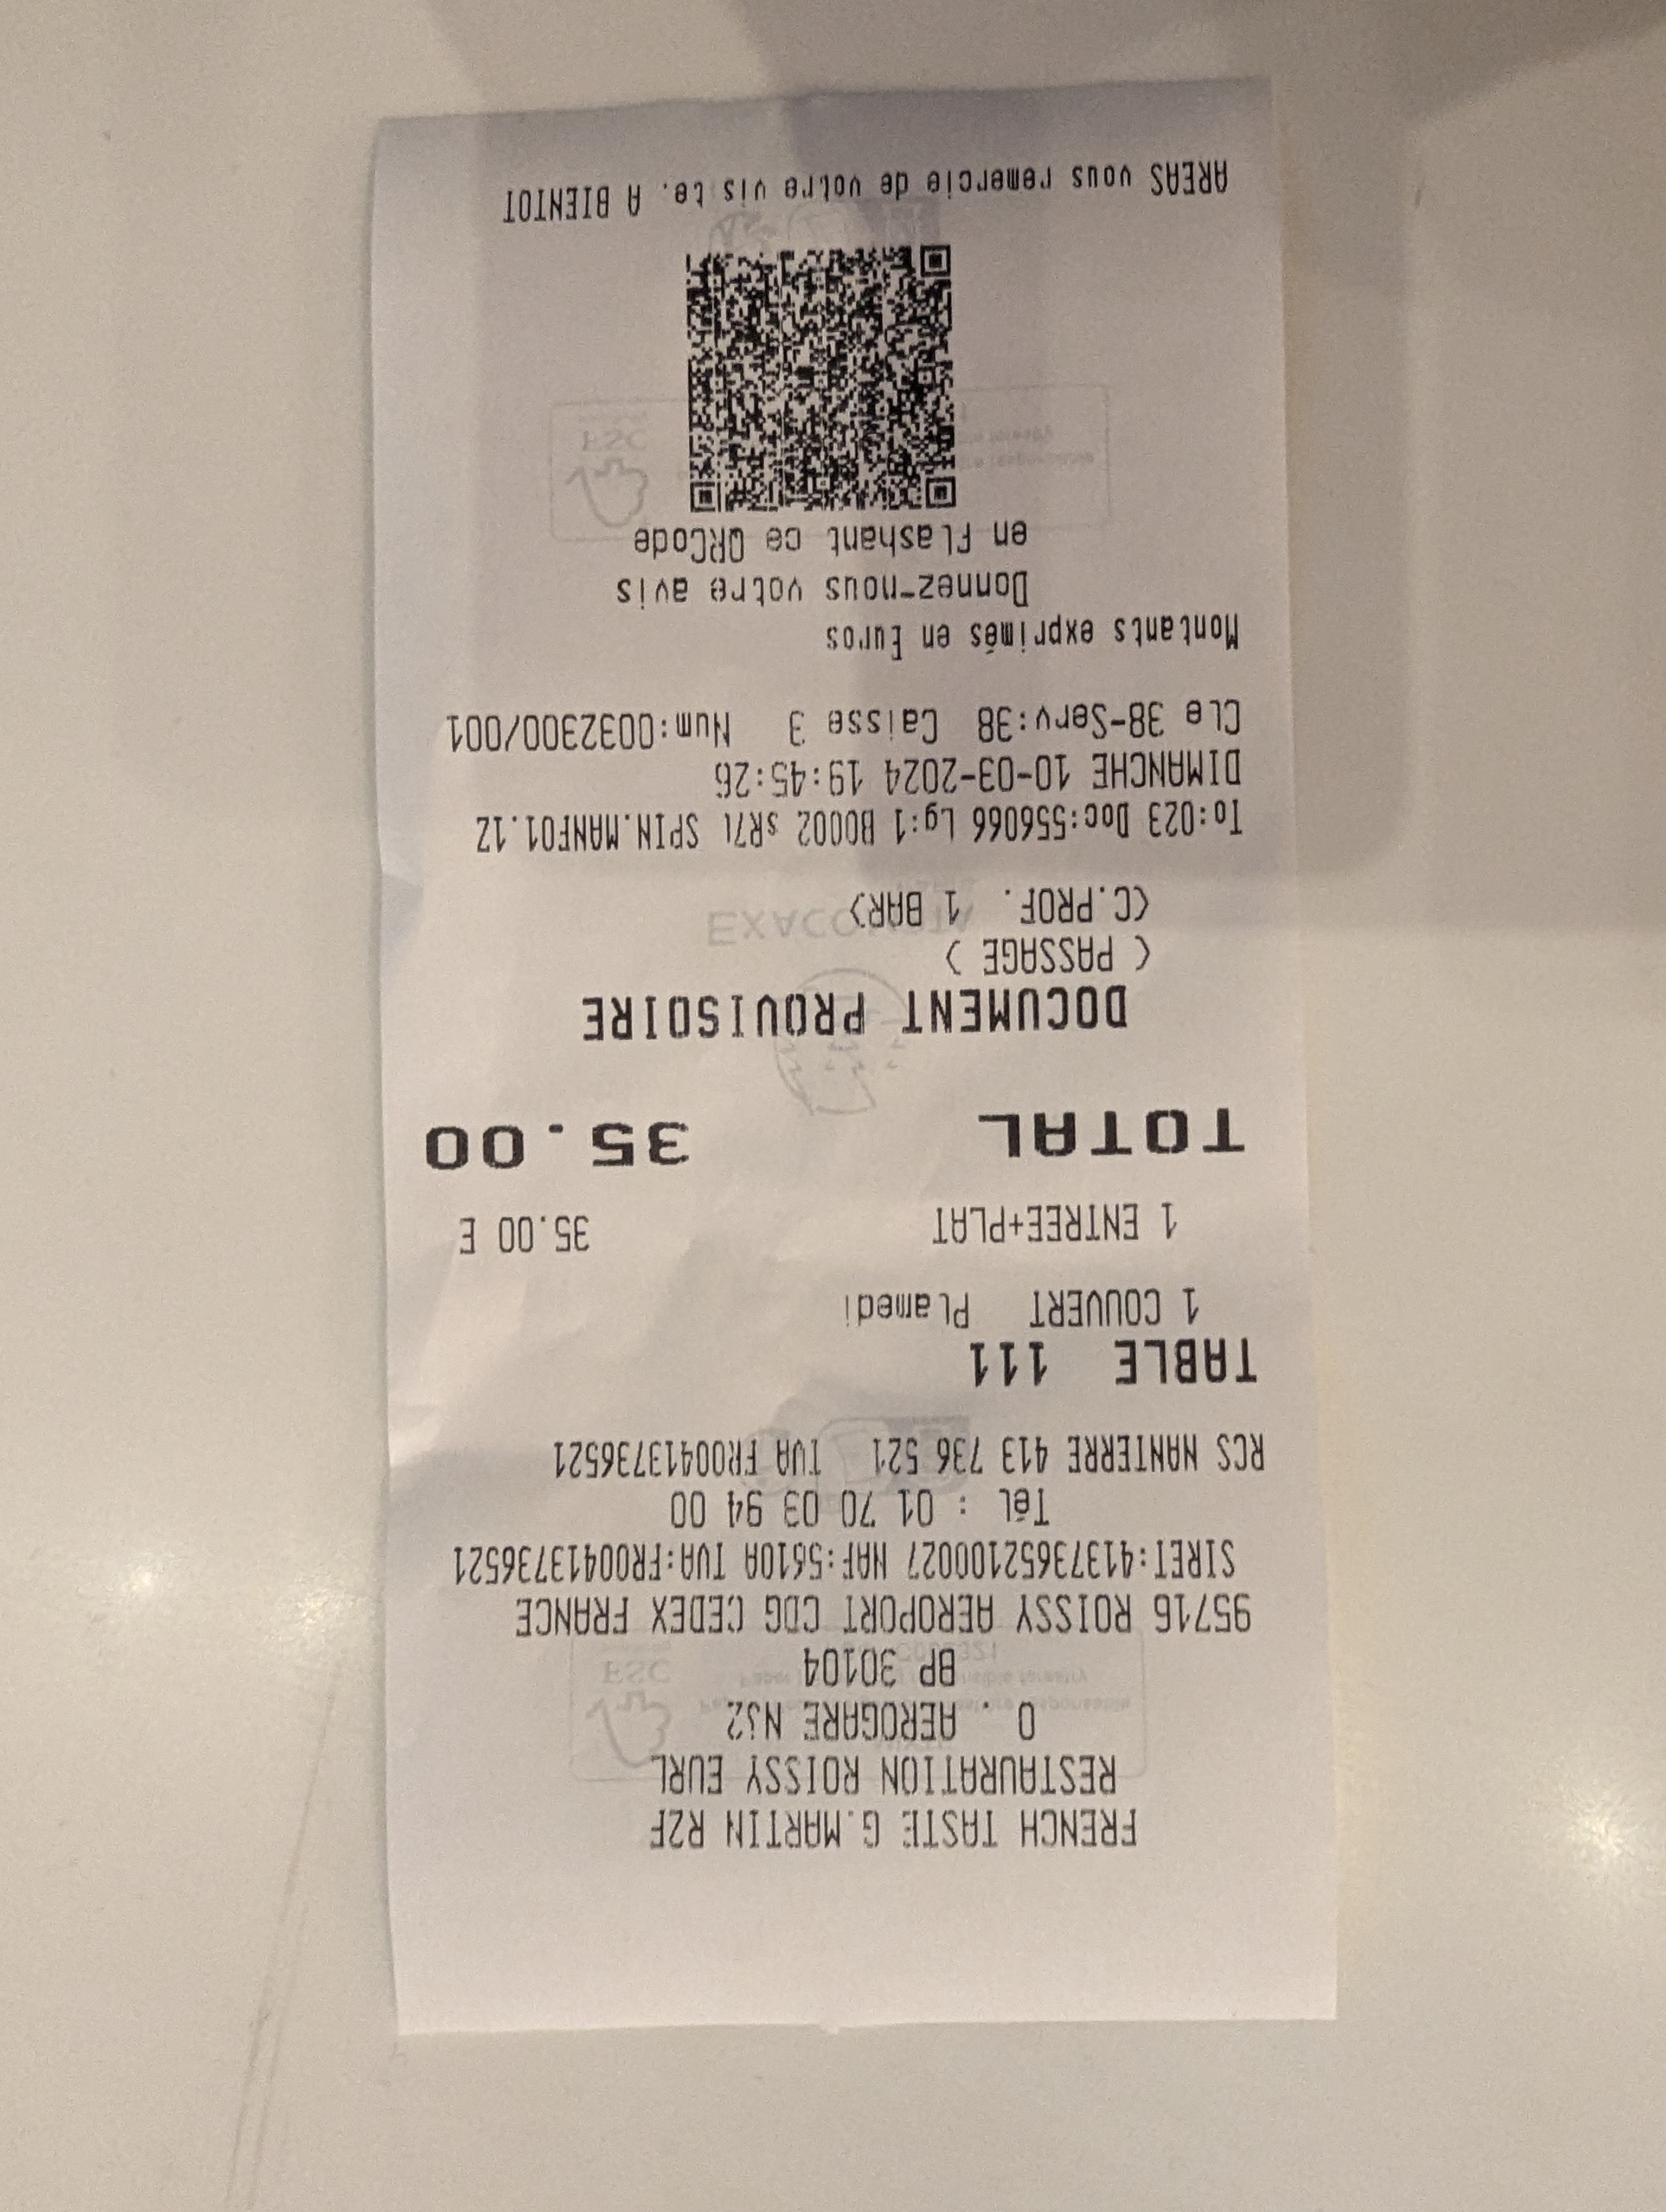 FRENCH TASTE G.MARTIN R2F
RESTAURATION ROISSY EURL
0 . AEROGARE N¿2
BP 30104
95716 ROISSY AEROPORT CDG CEDEX FRANCE
SIRET:41373652100027 NAF:5610A TVA:FR00413736521
Tél : 01 70 03 94 00
RCS NANTERRE 413 736 521 TVA FR00413736521
TABLE 111
1 COUVERT Plamedi
1 ENTREE+PLAT 35.00 E
TOTAL 35.00
DOCUMENT PROVISOIRE
< PASSAGE >
<C.PROF. 1 BAR>
To:023 Doc:556066 Lg:1 B0002 sR7l SPIN.MANF01.1Z
DIMANCHE 10-03-2024 19:45:26
CLe 38-Serv:38 Caisse 3 Num:0032300/001
Montants exprimés en Euros
Donnez-nous votre avis
en flashant ce QRCode
AREAS vous remercie de votre vis te. A BIENTOT